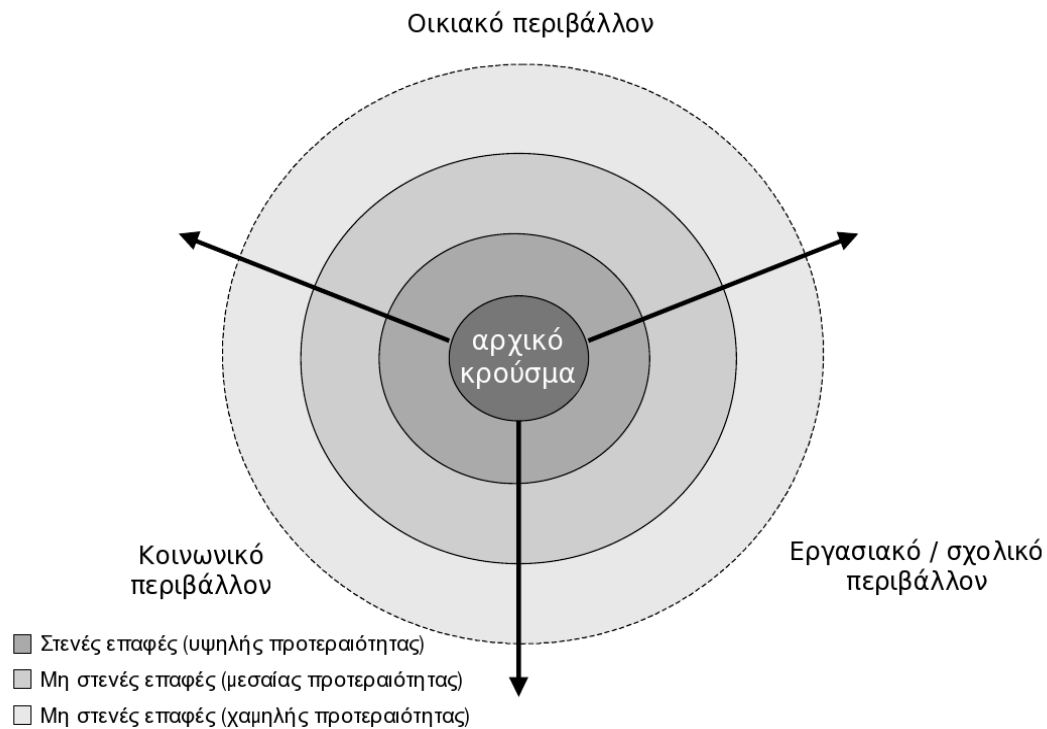 Οικιακό περιβάλλον
αρχικό
κρούσμα
Κοινωνικό
περιβάλλον
Εργασιακό / σχολικό
περιβάλλον
Στενές επαφές (υψηλής προτεραιότητας)
Μη στενές επαφές (μεσαίας προτεραιότητας)
Μη στενές επαφές (χαμηλής προτεραιότητας)